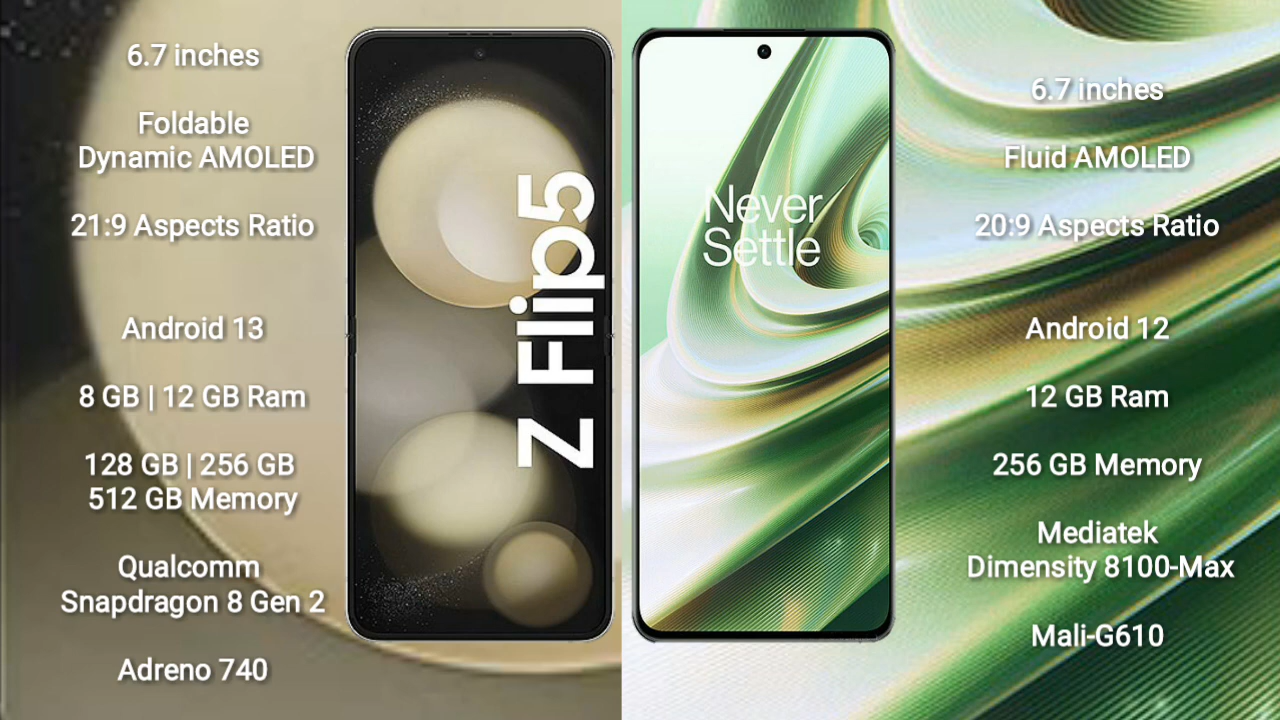 6.7 inches
Foldable
Dynamic AMOLED
21:9 Aspects Ratio
Android 13
8 GB | 12 GB Ram
128 GB | 256 GB
512 GB Memory
Qualcomm
Snapdragon 8 Gen 2
Adreno 740
Z Flip5
Never
Settle
6.7 inches
Fluid AMOLED
20:9 Aspects Ratio
Android 12
12 GB Ram
256 GB Memory
Mediatek
Dimensity 8100-Max
Mali-G610